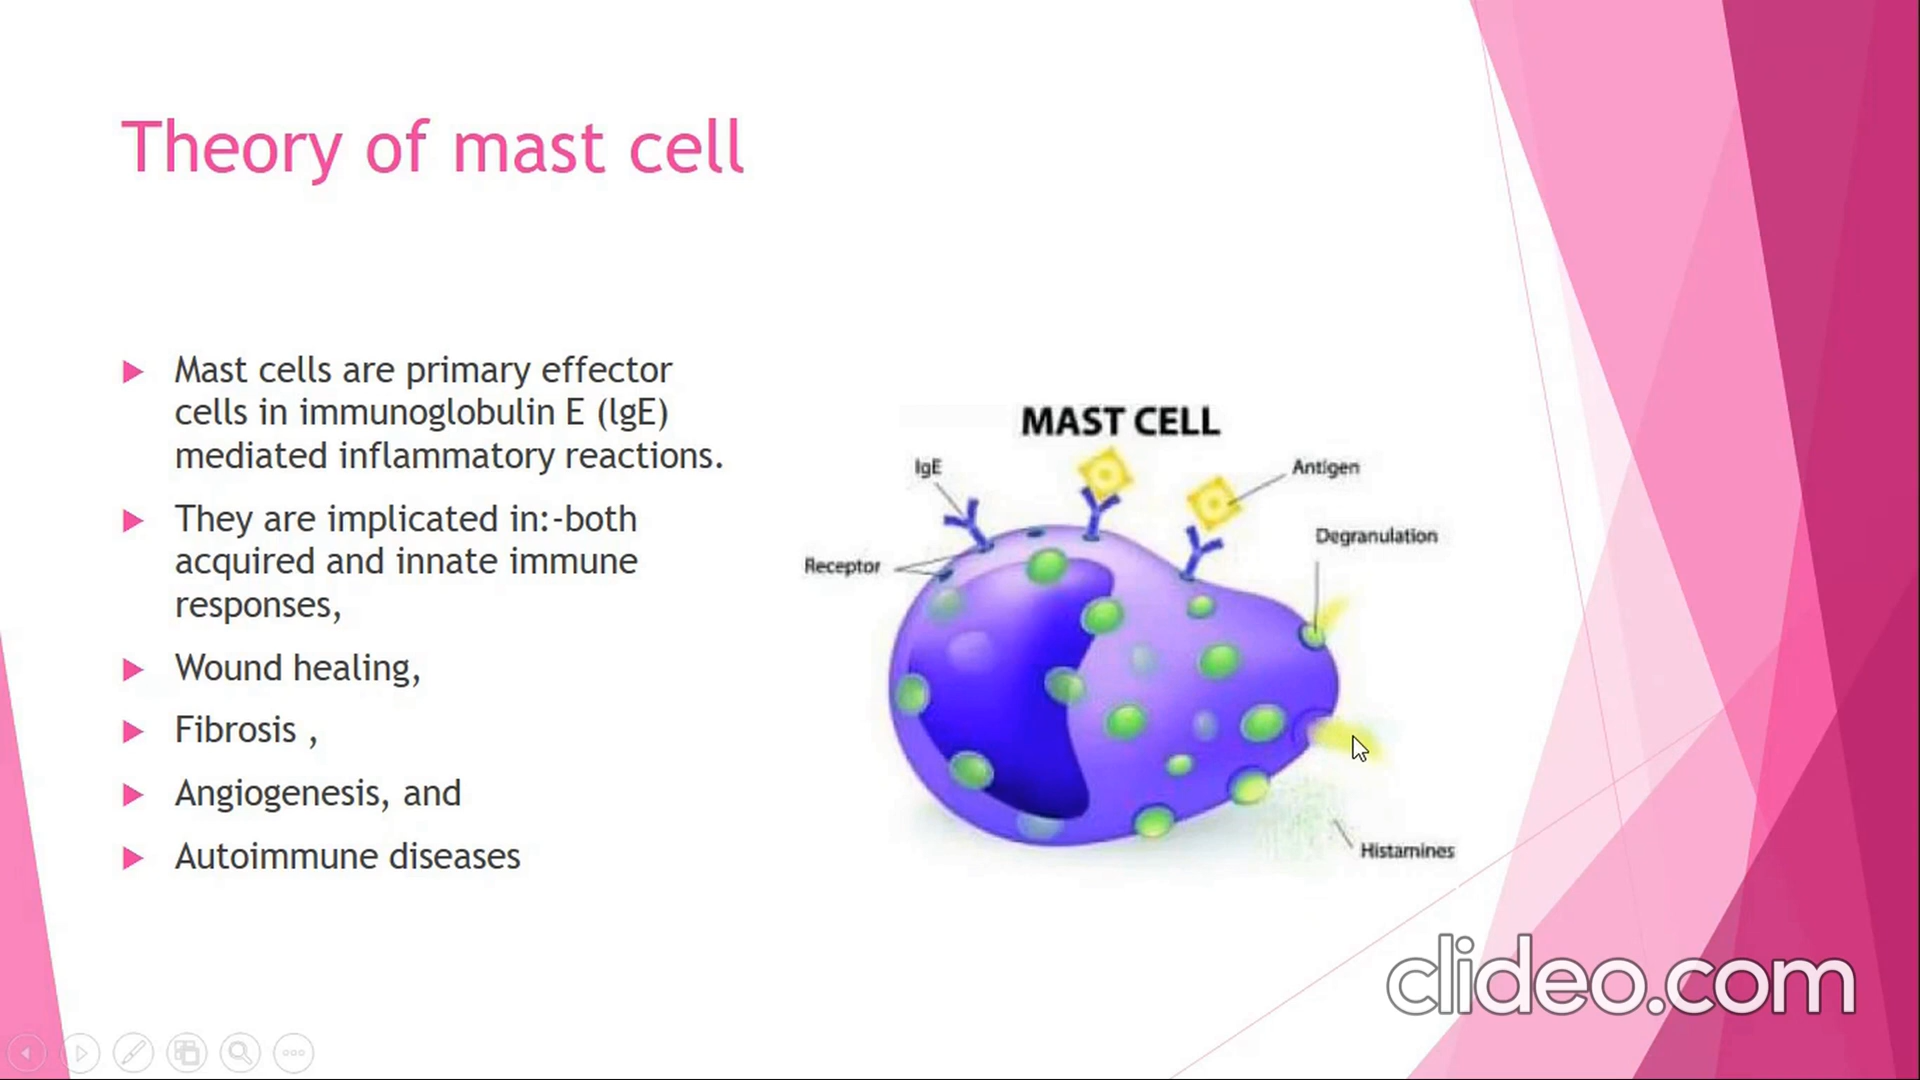 Theory of mast cell
Mast cells are primary effector
cells in immunoglobulin E (lgE)
mediated inflammatory reactions.
They are implicated in:-both
acquired and innate immune
responses,
Wound healing,
Fibrosis ,
Angiogenesis, and
Autoimmune diseases
MAST CELL
IgE
Antigen
Degranulation
Receptor
Histamines
clideo.com